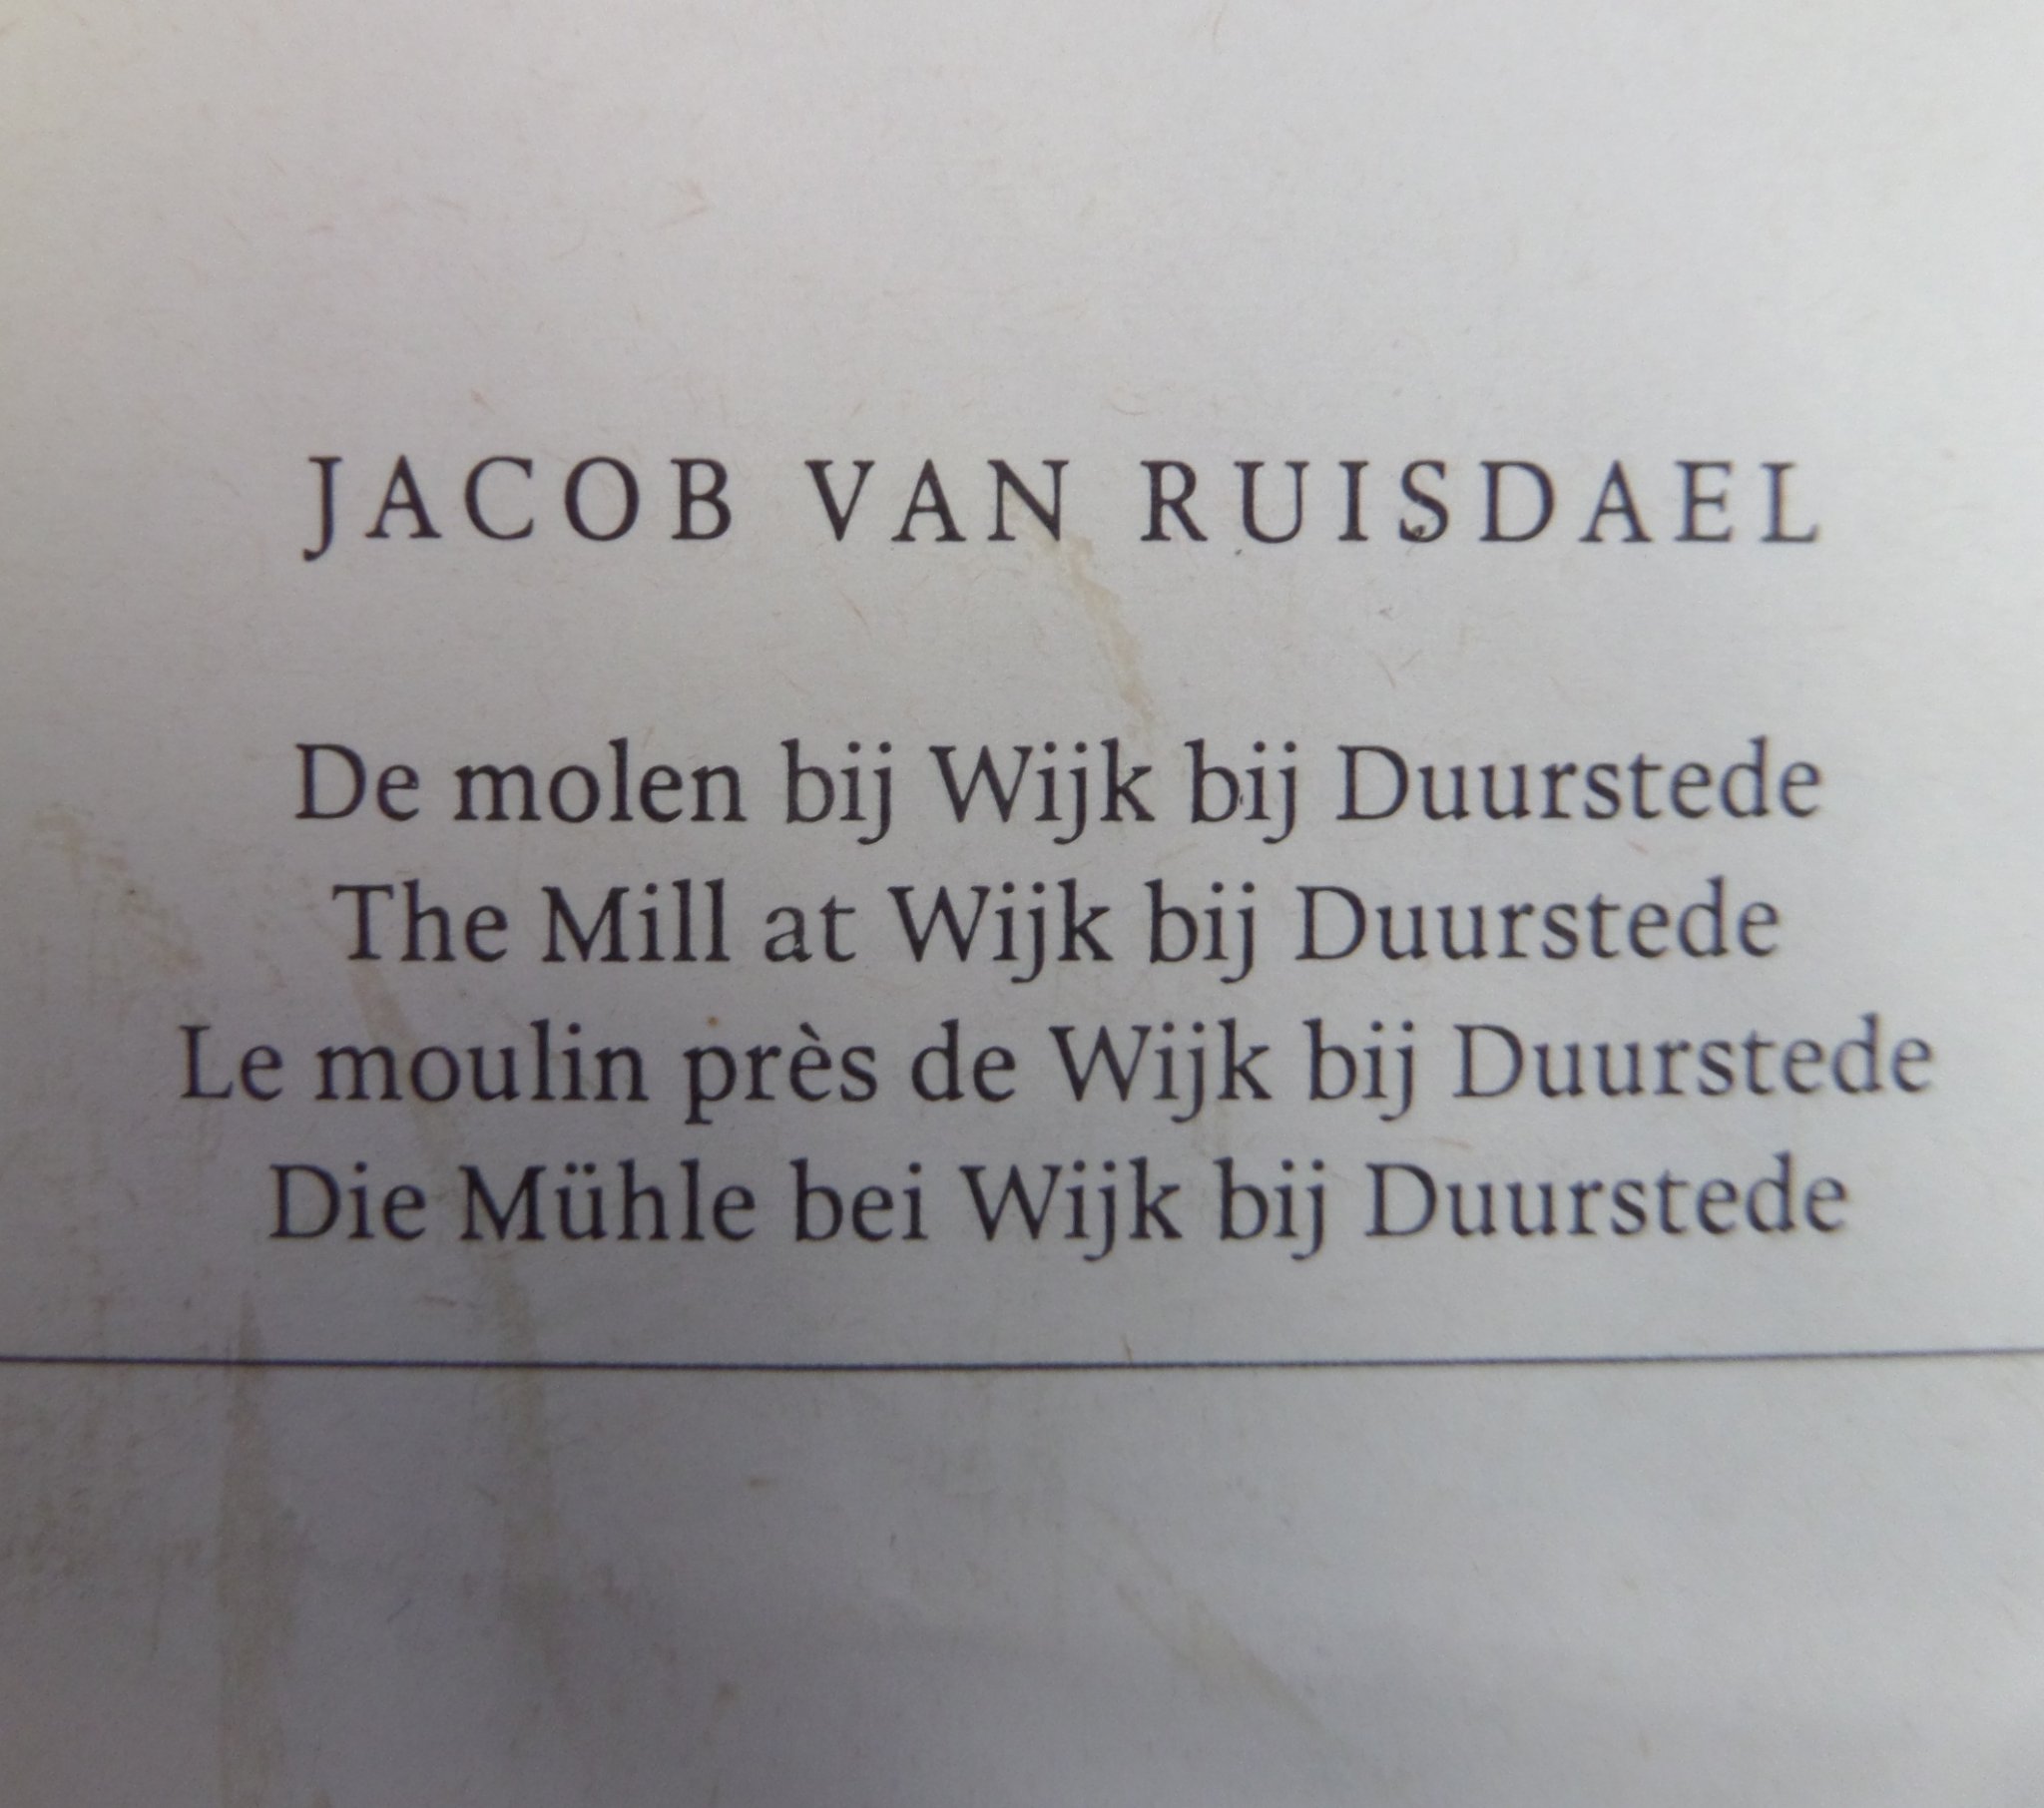 JACOB VAN RUISDAEL
De molen bij Wijk bij Duurstede
The Mill at Wijk bij Duurstede
Le moulin près de Wijk bij Duurstede
Die Mühle bei Wijk bij Duurstede